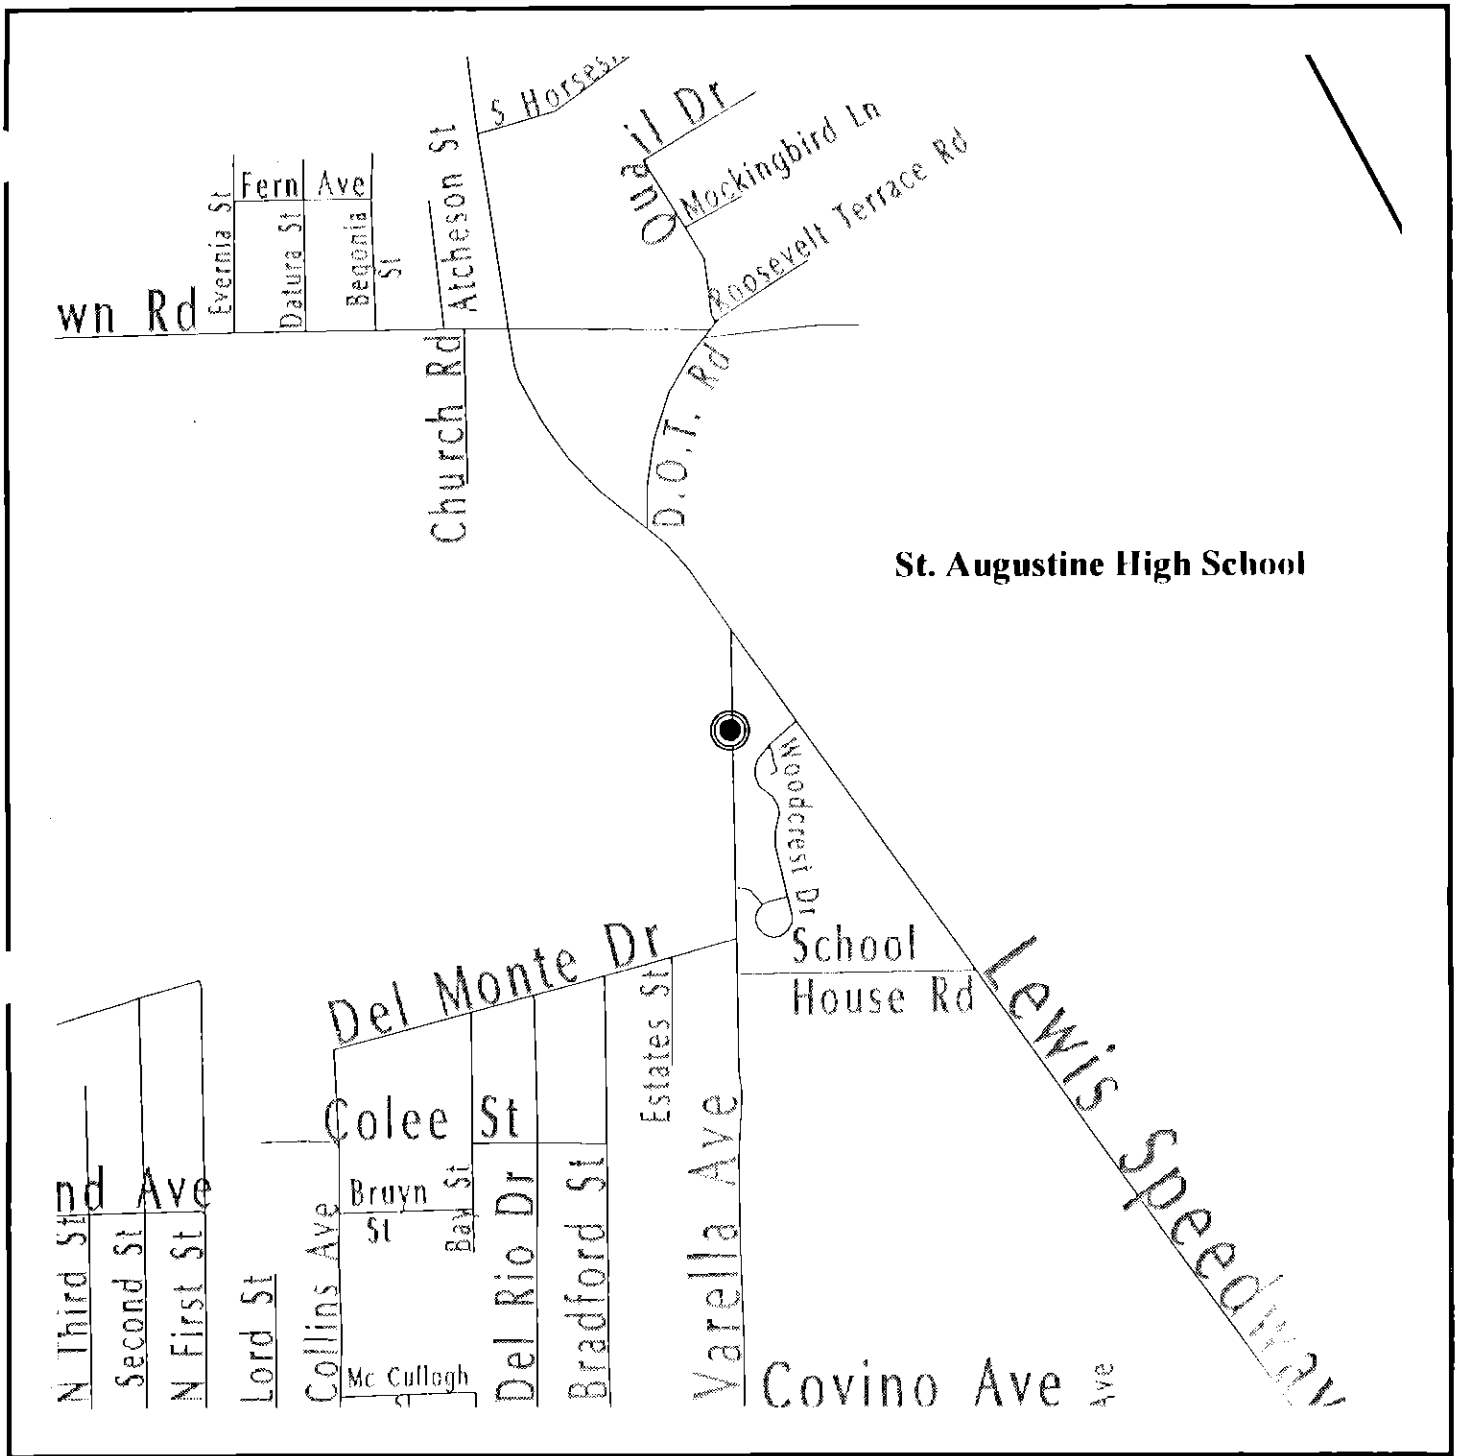 S Horses
Quail Dr
Mockingbird Ln
Roosevelt Terrace Rd
Atcheson St
Fern Ave
Evernia St
Datura St
Begonia
St
wn Rd
Church Rd
D.O.T. Rd
St. Augustine High School
Woodcrest Dr
School
House Rd
Del Monte Dr
Estates St
Lewis Speedway
Colee St
Bruyn
St
Bay St
nd Ave
N Third St
Second St
N First St
Lord St
Collins Ave
Mc Cullogh
Del Rio Dr
Bradford St
Varella Ave
Covino Ave
Ave